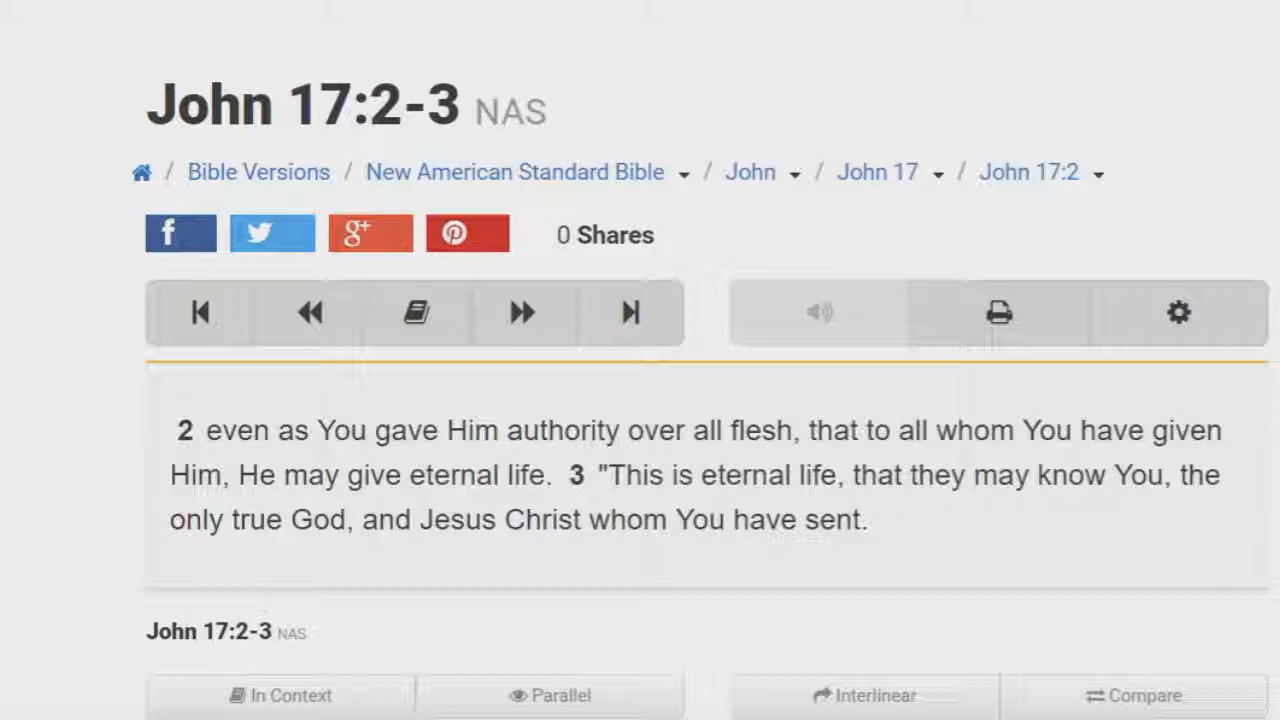 John 17:2-3 NAS
/ Bible Versions / New American Standard Bible / John / John 17 / John 17:2
f g+ 0 Shares
2 even as You gave Him authority over all flesh, that to all whom You have given
Him, He may give eternal life. 3 "This is eternal life, that they may know You, the
only true God, and Jesus Christ whom You have sent.
John 17:2-3 NAS
In Context Parallel Interlinear Compare